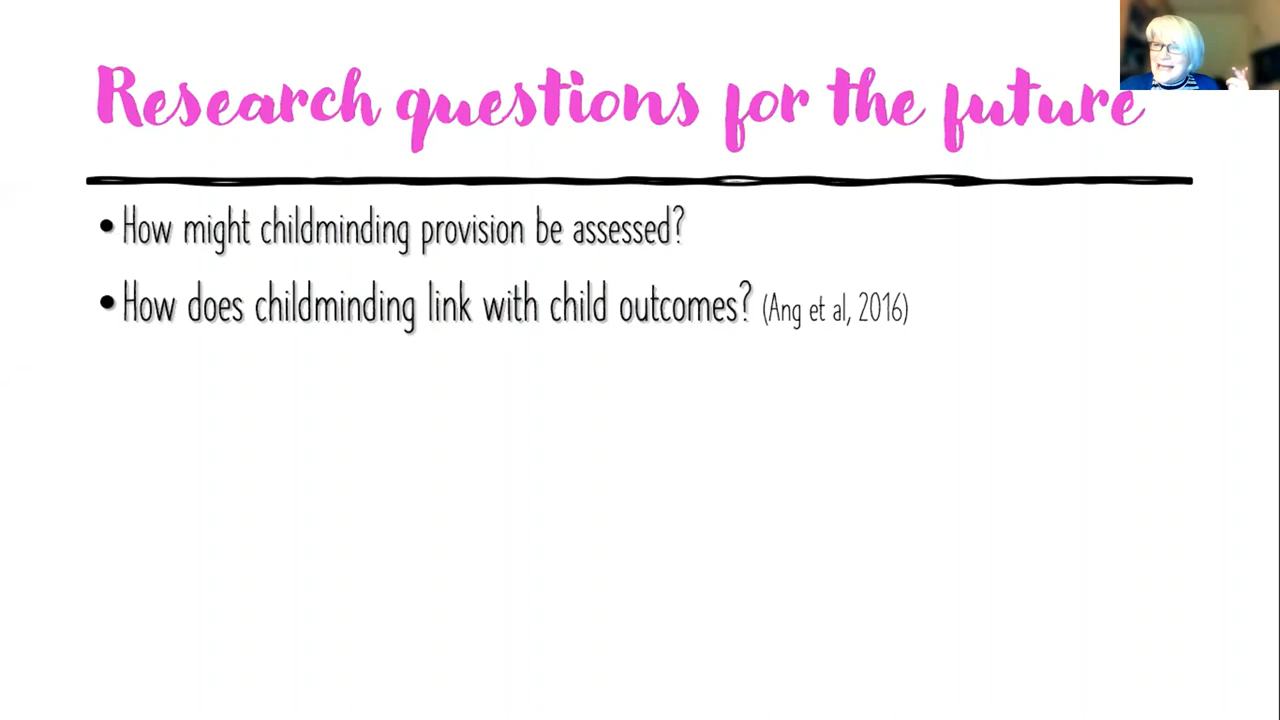 Research questions for the future
• How might childminding provision be assessed?
• How does childminding link with child outcomes? (Ang et al, 2016)